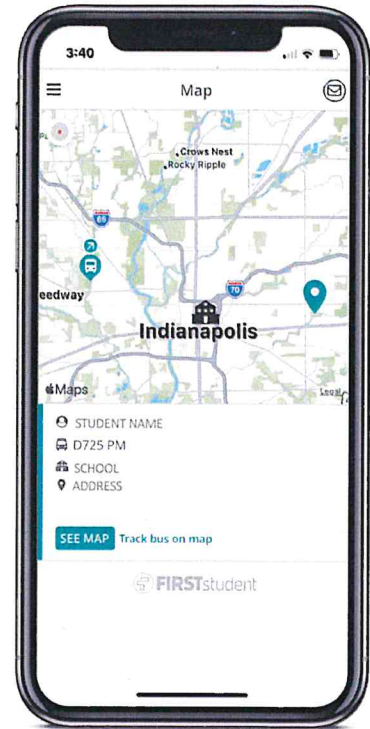 3:40
Map
Crows Nest
Rocky Ripple
65
eedway
70
Indianapolis
Maps
Legal
STUDENT NAME
D725 PM
SCHOOL
ADDRESS
SEE MAP Track bus on map
FIRSTstudent